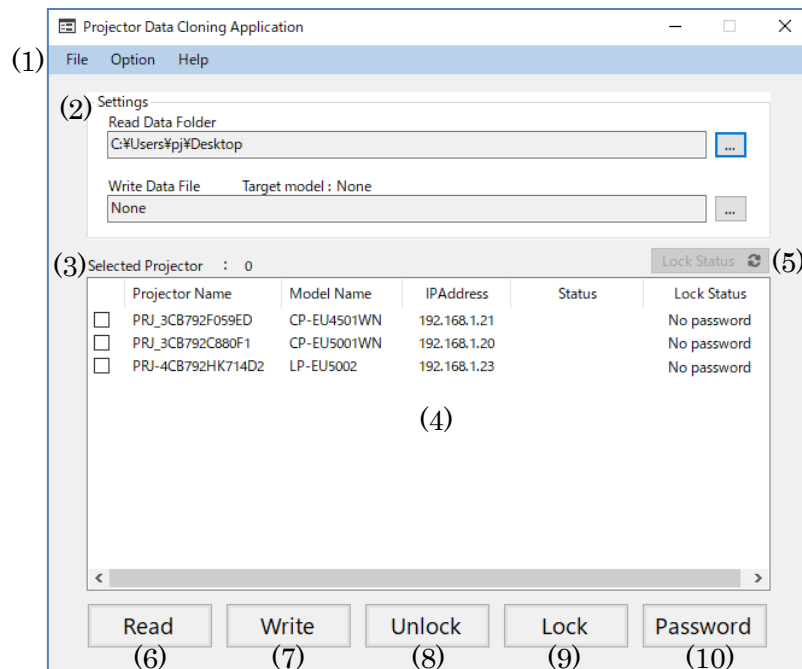 Projector Data Cloning Application
(1) File Option Help
(2) Settings
Read Data Folder
C:¥Users¥pj¥Desktop ...
Write Data File Target model : None
None ...
(3) Selected Projector : 0 Lock Status (5)
Projector Name Model Name IPAddress Status Lock Status
PRJ_3CB792F059ED CP-EU4501WN 192.168.1.21 No password
PRJ_3CB792C880F1 CP-EU5001WN 192.168.1.20 No password
PRJ-4CB792HK714D2 LP-EU5002 192.168.1.23 No password
(4)
Read Write Unlock Lock Password
(6) (7) (8) (9) (10)